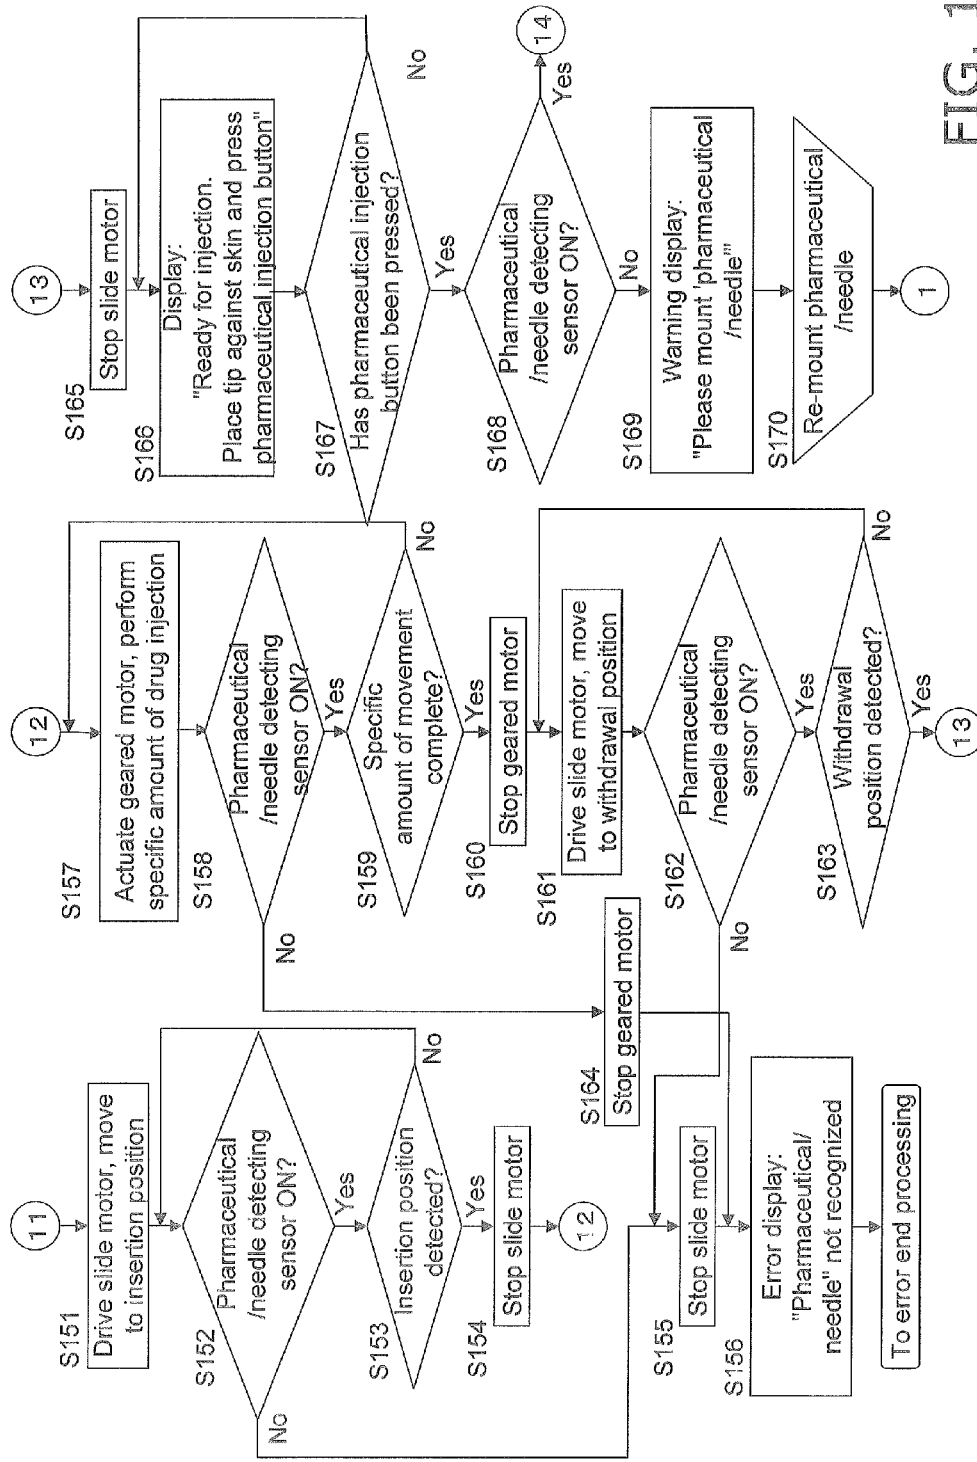 11
S151
Drive slide motor, move
to insertion position
S152
Pharmaceutical
/needle detecting
sensor ON?
No
Yes
S153
Insertion position
detected?
No
Yes
S154
Stop slide motor
12
S155
Stop slide motor
S156
Error display:
"Pharmaceutical/
needle" not recognized
To error end processing
12
S157
Actuate geared motor, perform
specific amount of drug injection
S158
Pharmaceutical
/needle detecting
sensor ON?
No
Yes
S159
Specific
amount of movement
complete?
No
Yes
S160
Stop geared motor
S161
Drive slide motor, move
to withdrawal position
S162
Pharmaceutical
/needle detecting
sensor ON?
No
Yes
S163
Withdrawal
position detected?
No
Yes
13
S164
Stop geared motor
13
S165
Stop slide motor
S166
Display:
"Ready for injection.
Place tip against skin and press
pharmaceutical injection button"
S167
Has pharmaceutical injection
button been pressed?
No
Yes
S168
Pharmaceutical
/needle detecting
sensor ON?
Yes
14
No
S169
Warning display:
"Please mount 'pharmaceutical
/needle'"
S170
Re-mount pharmaceutical
/needle
1
FIG. 1